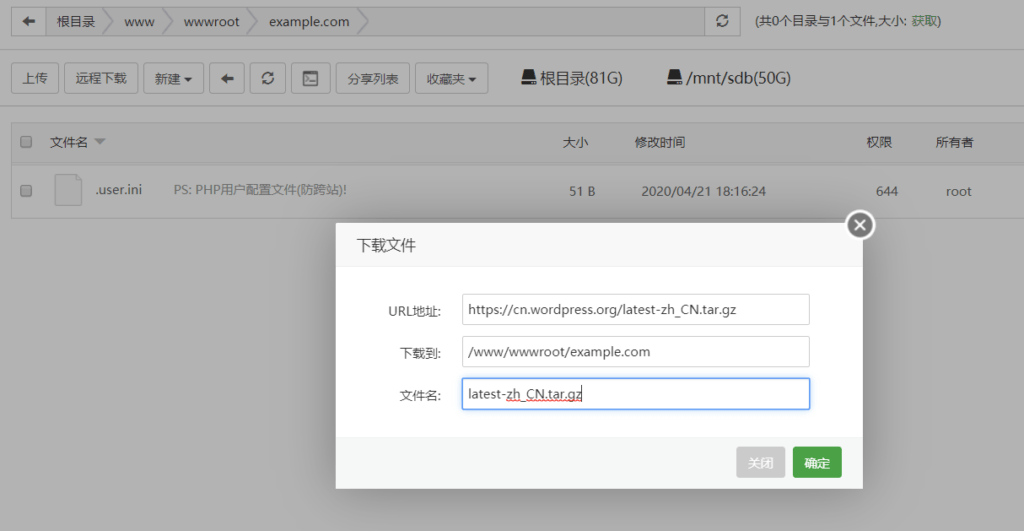 根目录 www wwwroot example.com (共0个目录与1个文件,大小: 获取)
上传 远程下载 新建 分享列表 收藏夹 根目录(81G) /mnt/sdb(50G)
文件名 大小 修改时间 权限 所有者
.user.ini PS: PHP用户配置文件(防跨站)! 51 B 2020/04/21 18:16:24 644 root
下载文件
URL地址: https://cn.wordpress.org/latest-zh_CN.tar.gz
下载到: /www/wwwroot/example.com
文件名: latest-zh_CN.tar.gz
关闭 确定